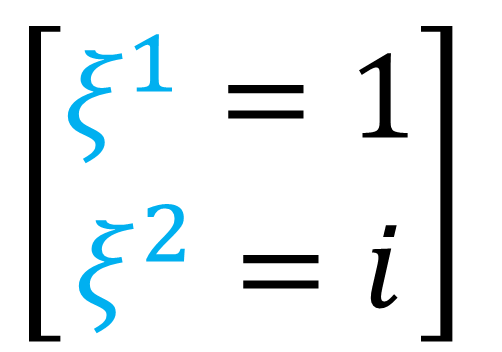 ξ¹ = 1
ξ² = i